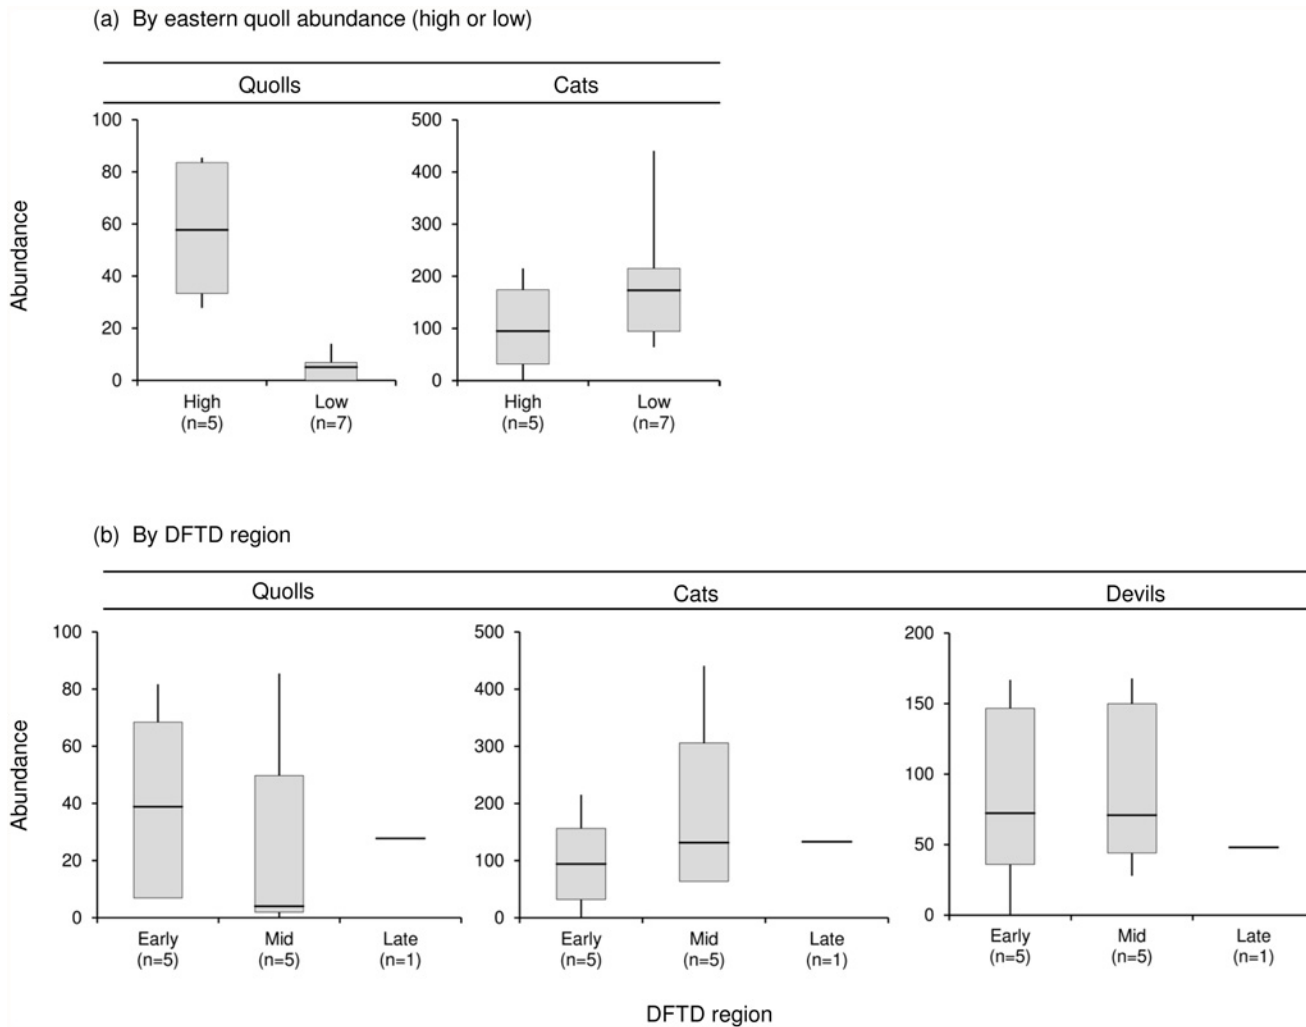 (a) By eastern quoll abundance (high or low)
Quolls Cats
Abundance
100
80
60
40
20
0
High Low
(n=5) (n=7)
500
400
300
200
100
0
High Low
(n=5) (n=7)
(b) By DFTD region
Quolls Cats Devils
Abundance
100
80
60
40
20
0
Early Mid Late
(n=5) (n=5) (n=1)
500
400
300
200
100
0
Early Mid Late
(n=5) (n=5) (n=1)
200
150
100
50
0
Early Mid Late
(n=5) (n=5) (n=1)
DFTD region